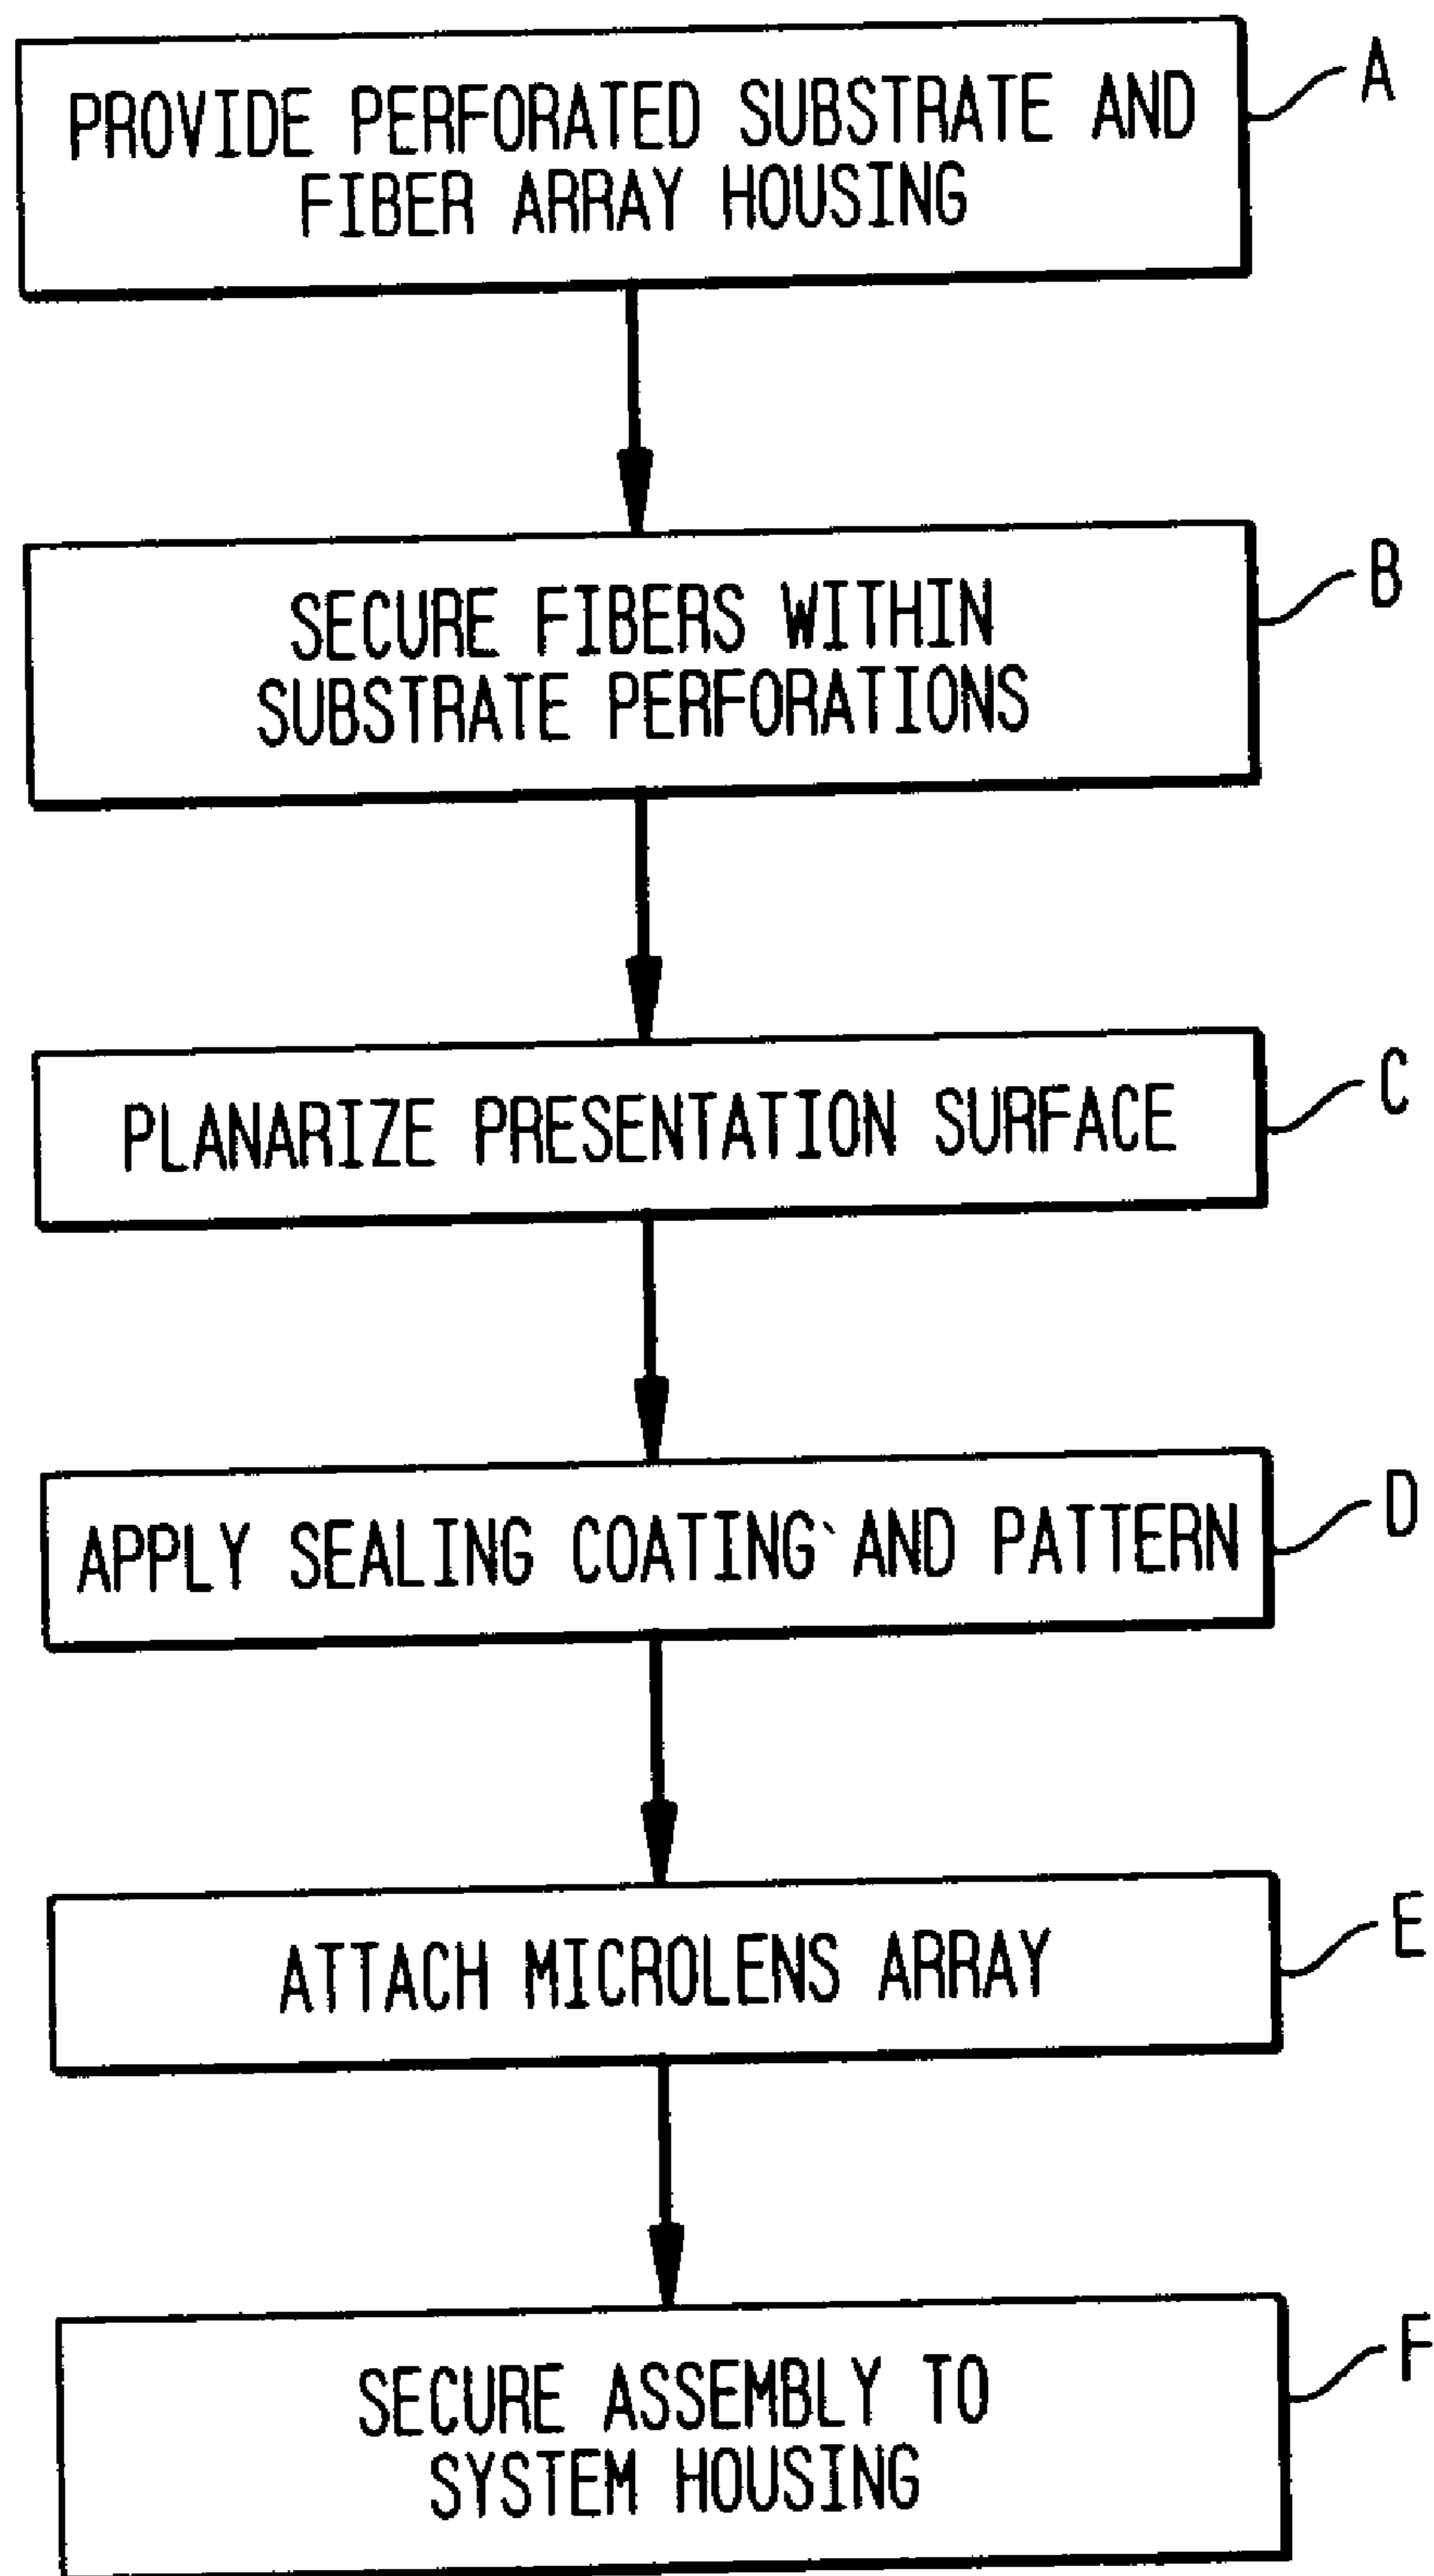 PROVIDE PERFORATED SUBSTRATE AND
FIBER ARRAY HOUSING
A
SECURE FIBERS WITHIN
SUBSTRATE PERFORATIONS
B
PLANARIZE PRESENTATION SURFACE
C
APPLY SEALING COATING AND PATTERN
D
ATTACH MICROLENS ARRAY
E
SECURE ASSEMBLY TO
SYSTEM HOUSING
F